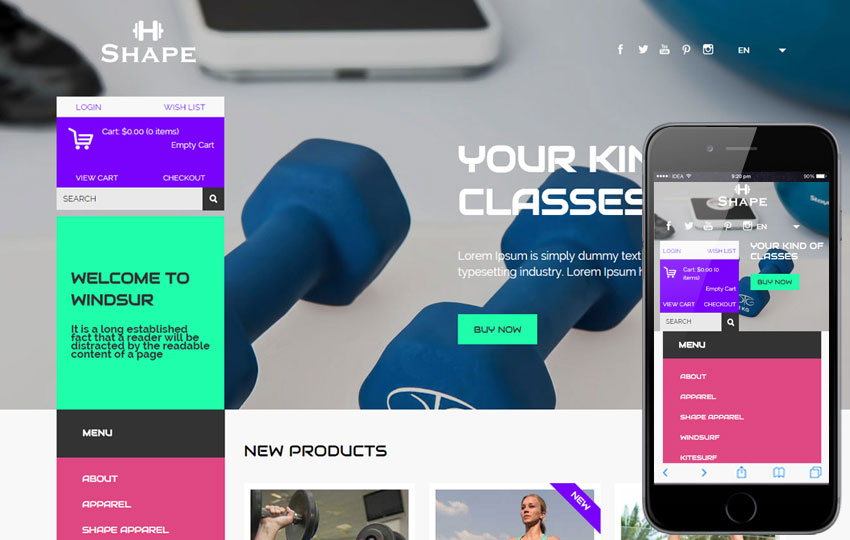 H
SHAPE
EN
LOGIN WISH LIST
Cart: $0.00 (0 items)
Empty Cart
VIEW CART CHECKOUT
SEARCH
WELCOME TO
WINDSUR
It is a long established
fact that a reader will be
distracted by the readable
content of a page
MENU
ABOUT
APPAREL
SHAPE APPAREL
YOUR KIN
CLASSES
Lorem Ipsum is simply dummy text
typesetting industry. Lorem Ipsum h
BUY NOW
NEW PRODUCTS
NEW
IDEA 9:20 pm 90%
H
SHAPE
You Tube EN
LOGIN WISH LIST
Cart: $0.00 (0
items)
Empty Cart
VIEW CART CHECKOUT
SEARCH
YOUR KIND OF
CLASSES
BUY NOW
MENU
ABOUT
APPAREL
SHAPE APPAREL
WINDSURF
KITESURF